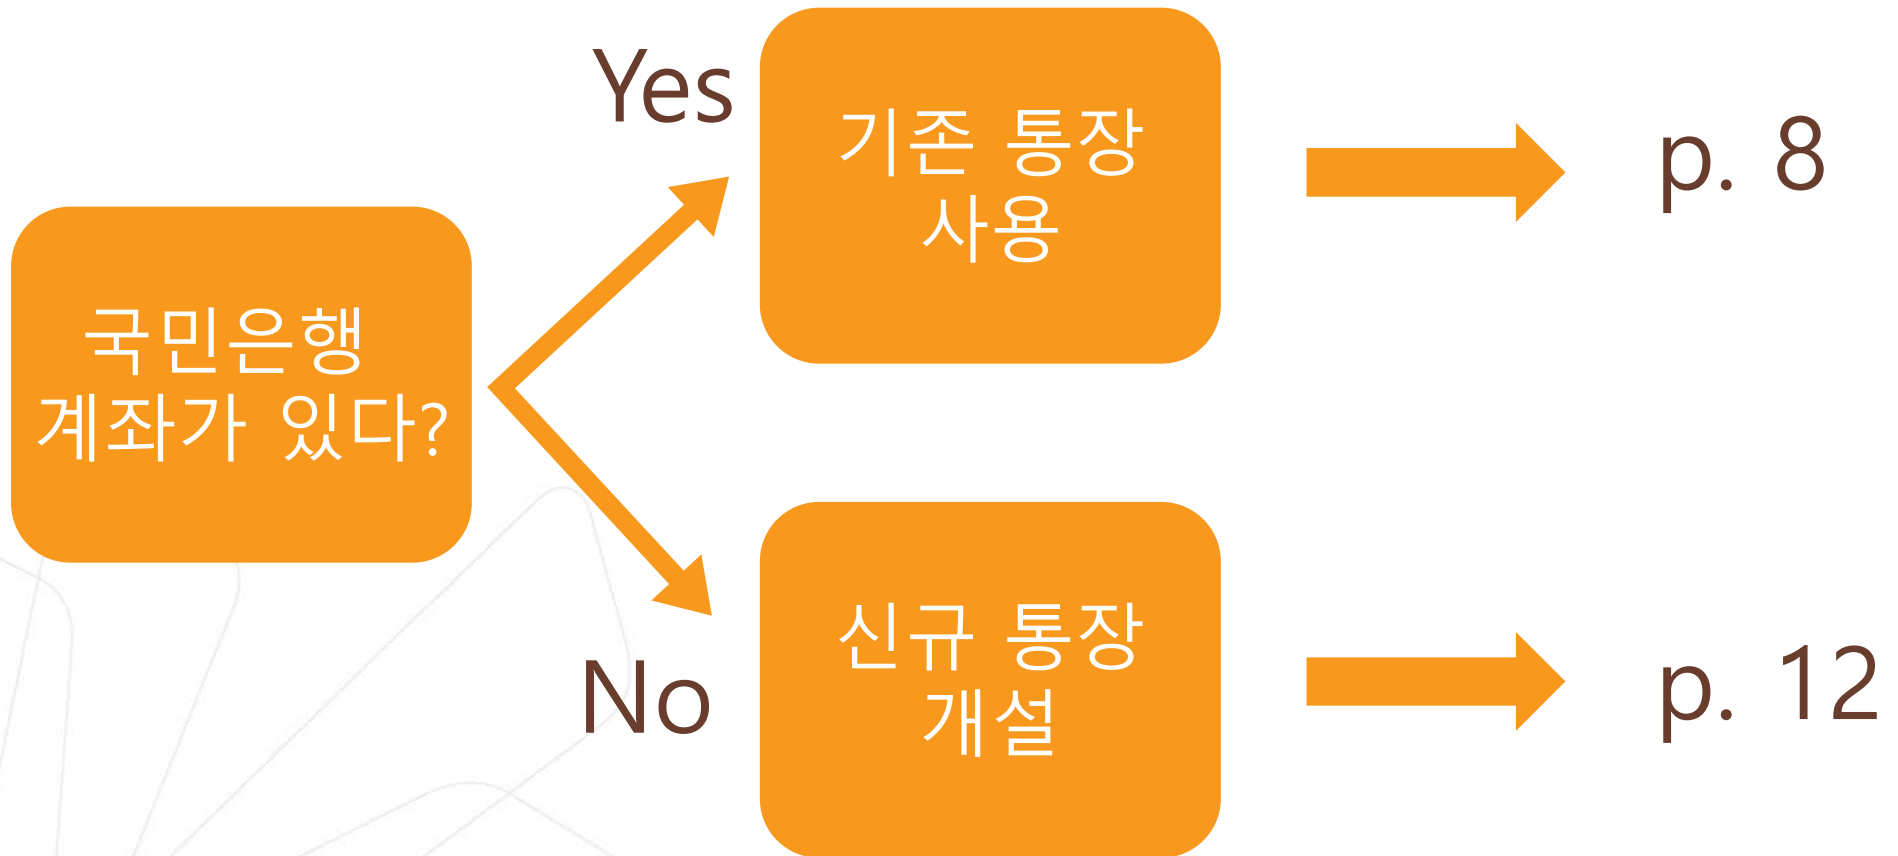 국민은행
계좌가 있다?
Yes
기존 통장
사용
p. 8
No
신규 통장
개설
p. 12